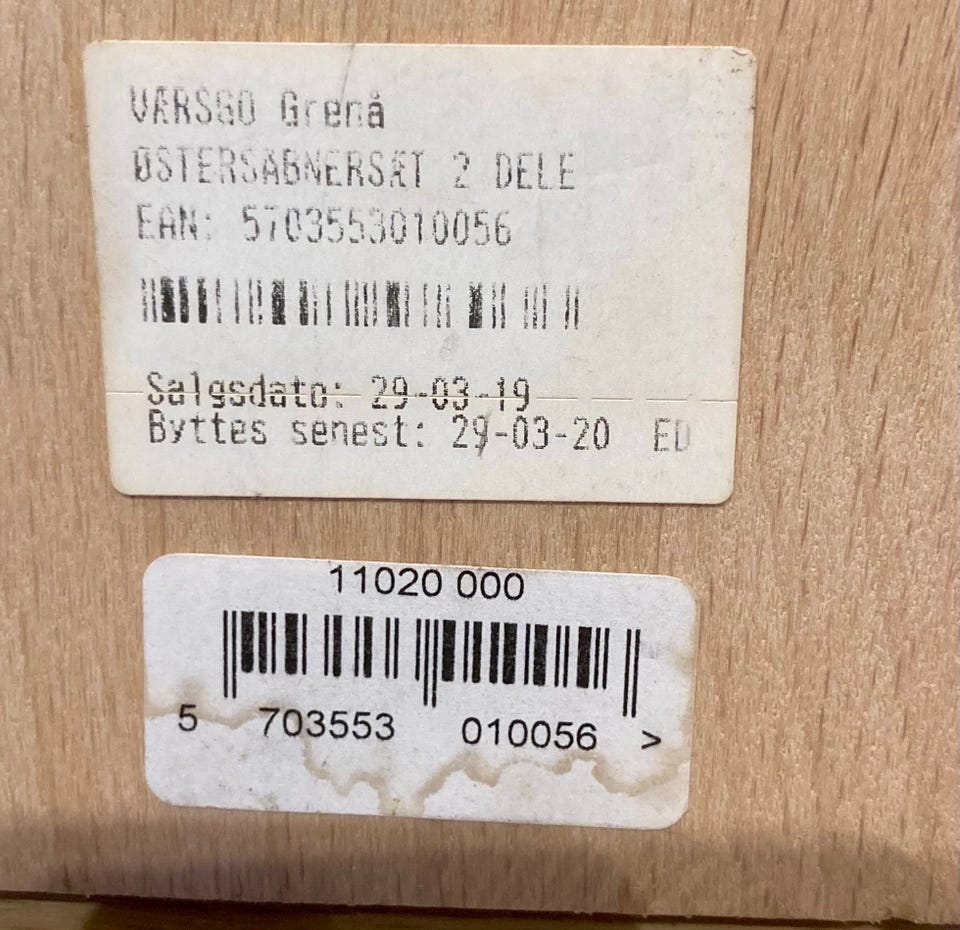 VÆRSGO Grenå
ØSTERSÅBNERSÆT 2 DELE
EAN: 5703553010056
Salgsdato: 29-03-19
Byttes senest: 29-03-20 ED
11020 000
5 703553 010056 >